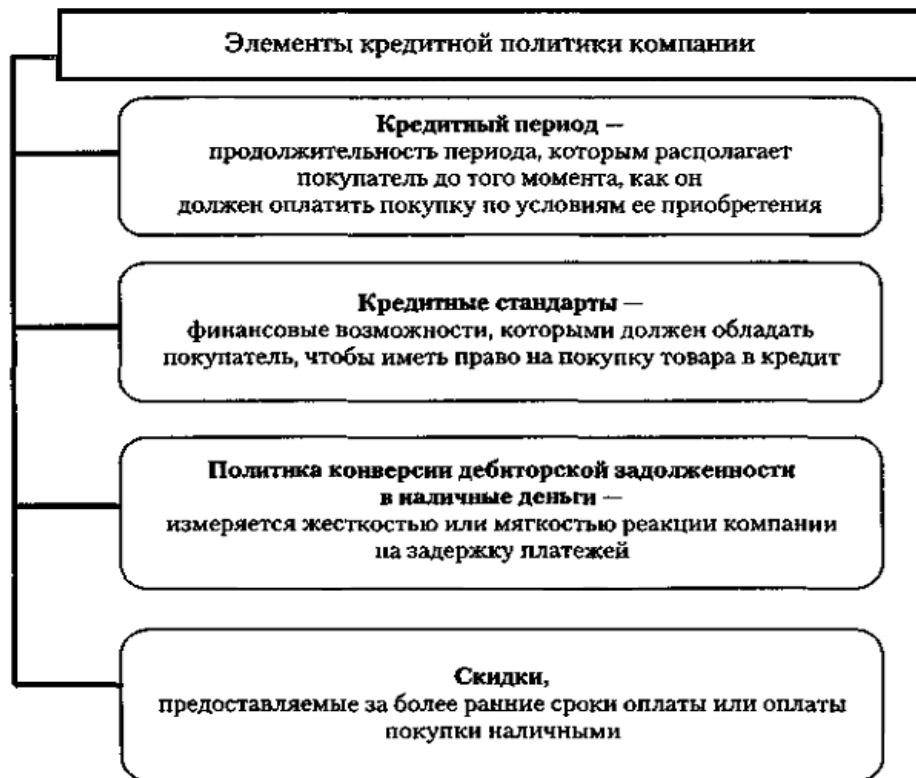 Элементы кредитной политики компании
Кредитный период —
продолжительность периода, которым располагает
покупатель до того момента, как он
должен оплатить покупку по условиям ее приобретения
Кредитные стандарты —
финансовые возможности, которыми должен обладать
покупатель, чтобы иметь право на покупку товара в кредит
Политика конверсии дебиторской задолженности
в наличные деньги —
измеряется жесткостью или мягкостью реакции компании
на задержку платежей
Скидки,
предоставляемые за более ранние сроки оплаты или оплаты
покупки наличными